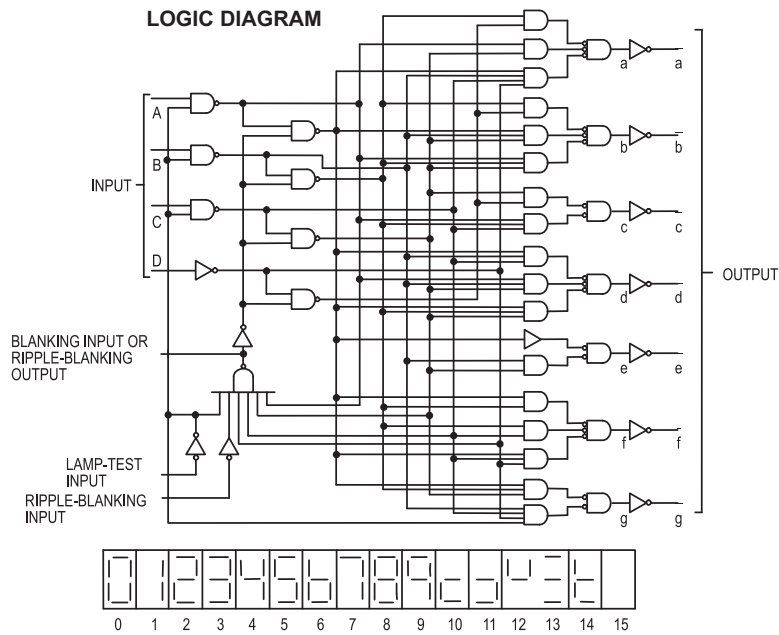 LOGIC DIAGRAM
a
a
A
b
b
B
INPUT
c
c
C
OUTPUT
D
d
d
BLANKING INPUT OR
RIPPLE-BLANKING
OUTPUT
e
e
f
f
LAMP-TEST
INPUT
RIPPLE-BLANKING
INPUT
g
g
0 1 2 3 4 5 6 7 8 9 10 11 12 13 14 15